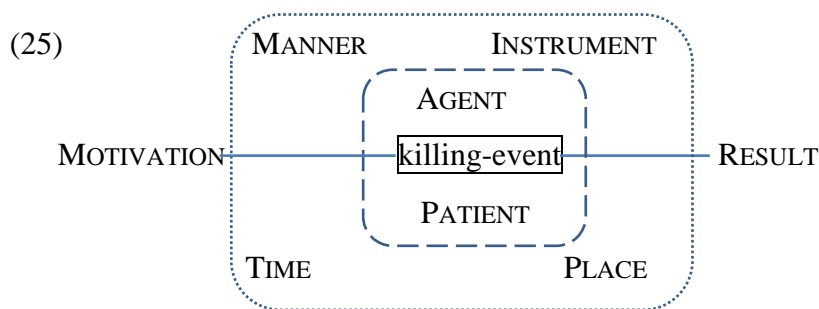 (25) MANNER INSTRUMENT
AGENT
MOTIVATION killing-event RESULT
PATIENT
TIME PLACE